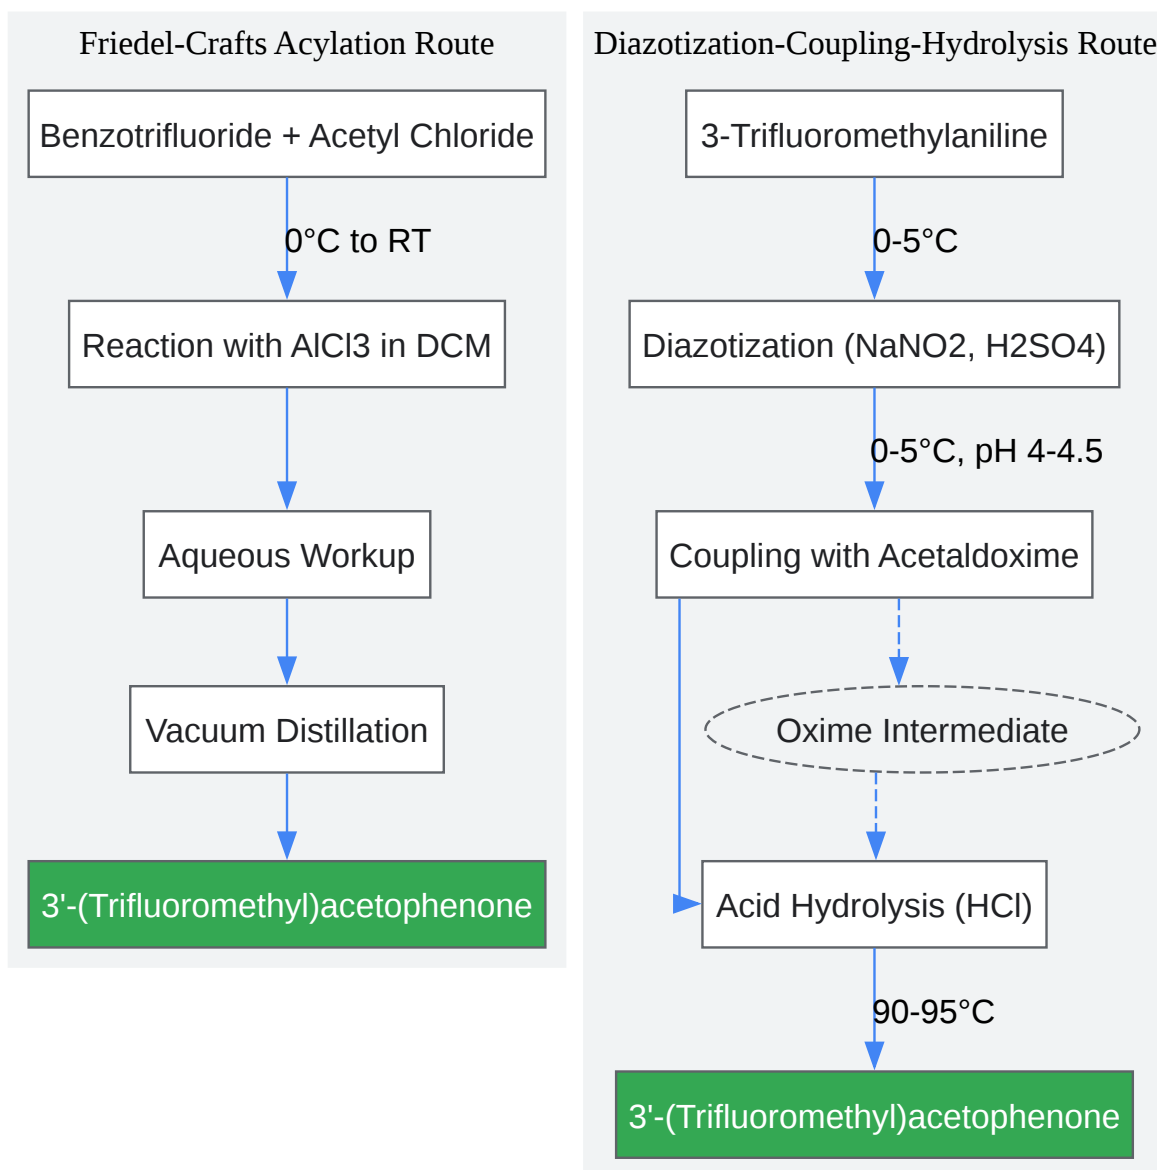 Friedel-Crafts Acylation Route
Benzotrifluoride + Acetyl Chloride
0°C to RT
Reaction with AlCl3 in DCM
Aqueous Workup
Vacuum Distillation
3'-(Trifluoromethyl)acetophenone
Diazotization-Coupling-Hydrolysis Route
3-Trifluoromethylaniline
0-5°C
Diazotization (NaNO2, H2SO4)
0-5°C, pH 4-4.5
Coupling with Acetaldoxime
Oxime Intermediate
Acid Hydrolysis (HCl)
90-95°C
3'-(Trifluoromethyl)acetophenone